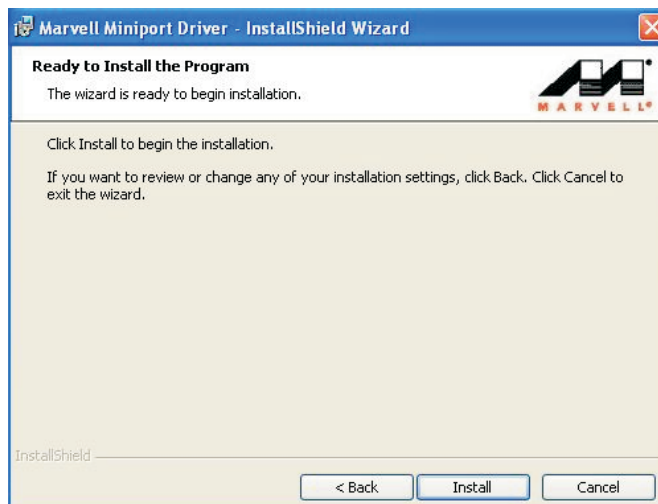 Marvell Miniport Driver - InstallShield Wizard
Ready to Install the Program
The wizard is ready to begin installation.
MARVELL®
Click Install to begin the installation.
If you want to review or change any of your installation settings, click Back. Click Cancel to
exit the wizard.
InstallShield
< Back Install Cancel